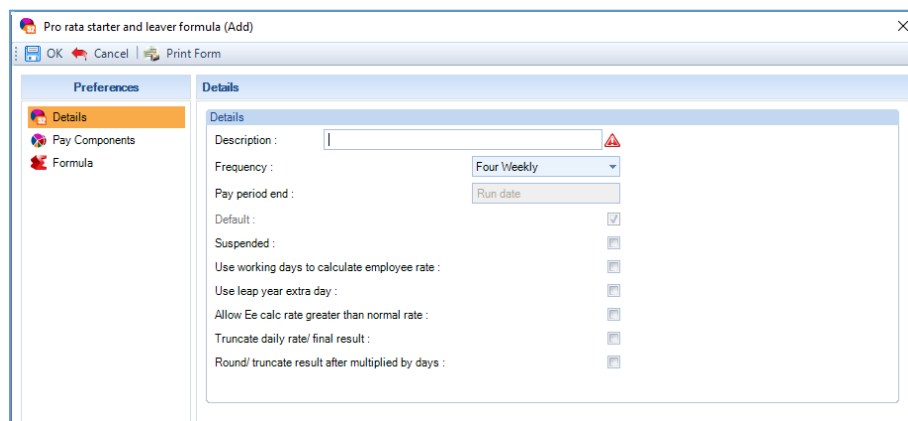 Pro rata starter and leaver formula (Add)
OK Cancel Print Form
Preferences
Details
Pay Components
Formula
Details
Details
Description :
Frequency : Four Weekly
Pay period end : Run date
Default :
Suspended :
Use working days to calculate employee rate :
Use leap year extra day :
Allow Ee calc rate greater than normal rate :
Truncate daily rate/ final result :
Round/ truncate result after multiplied by days :